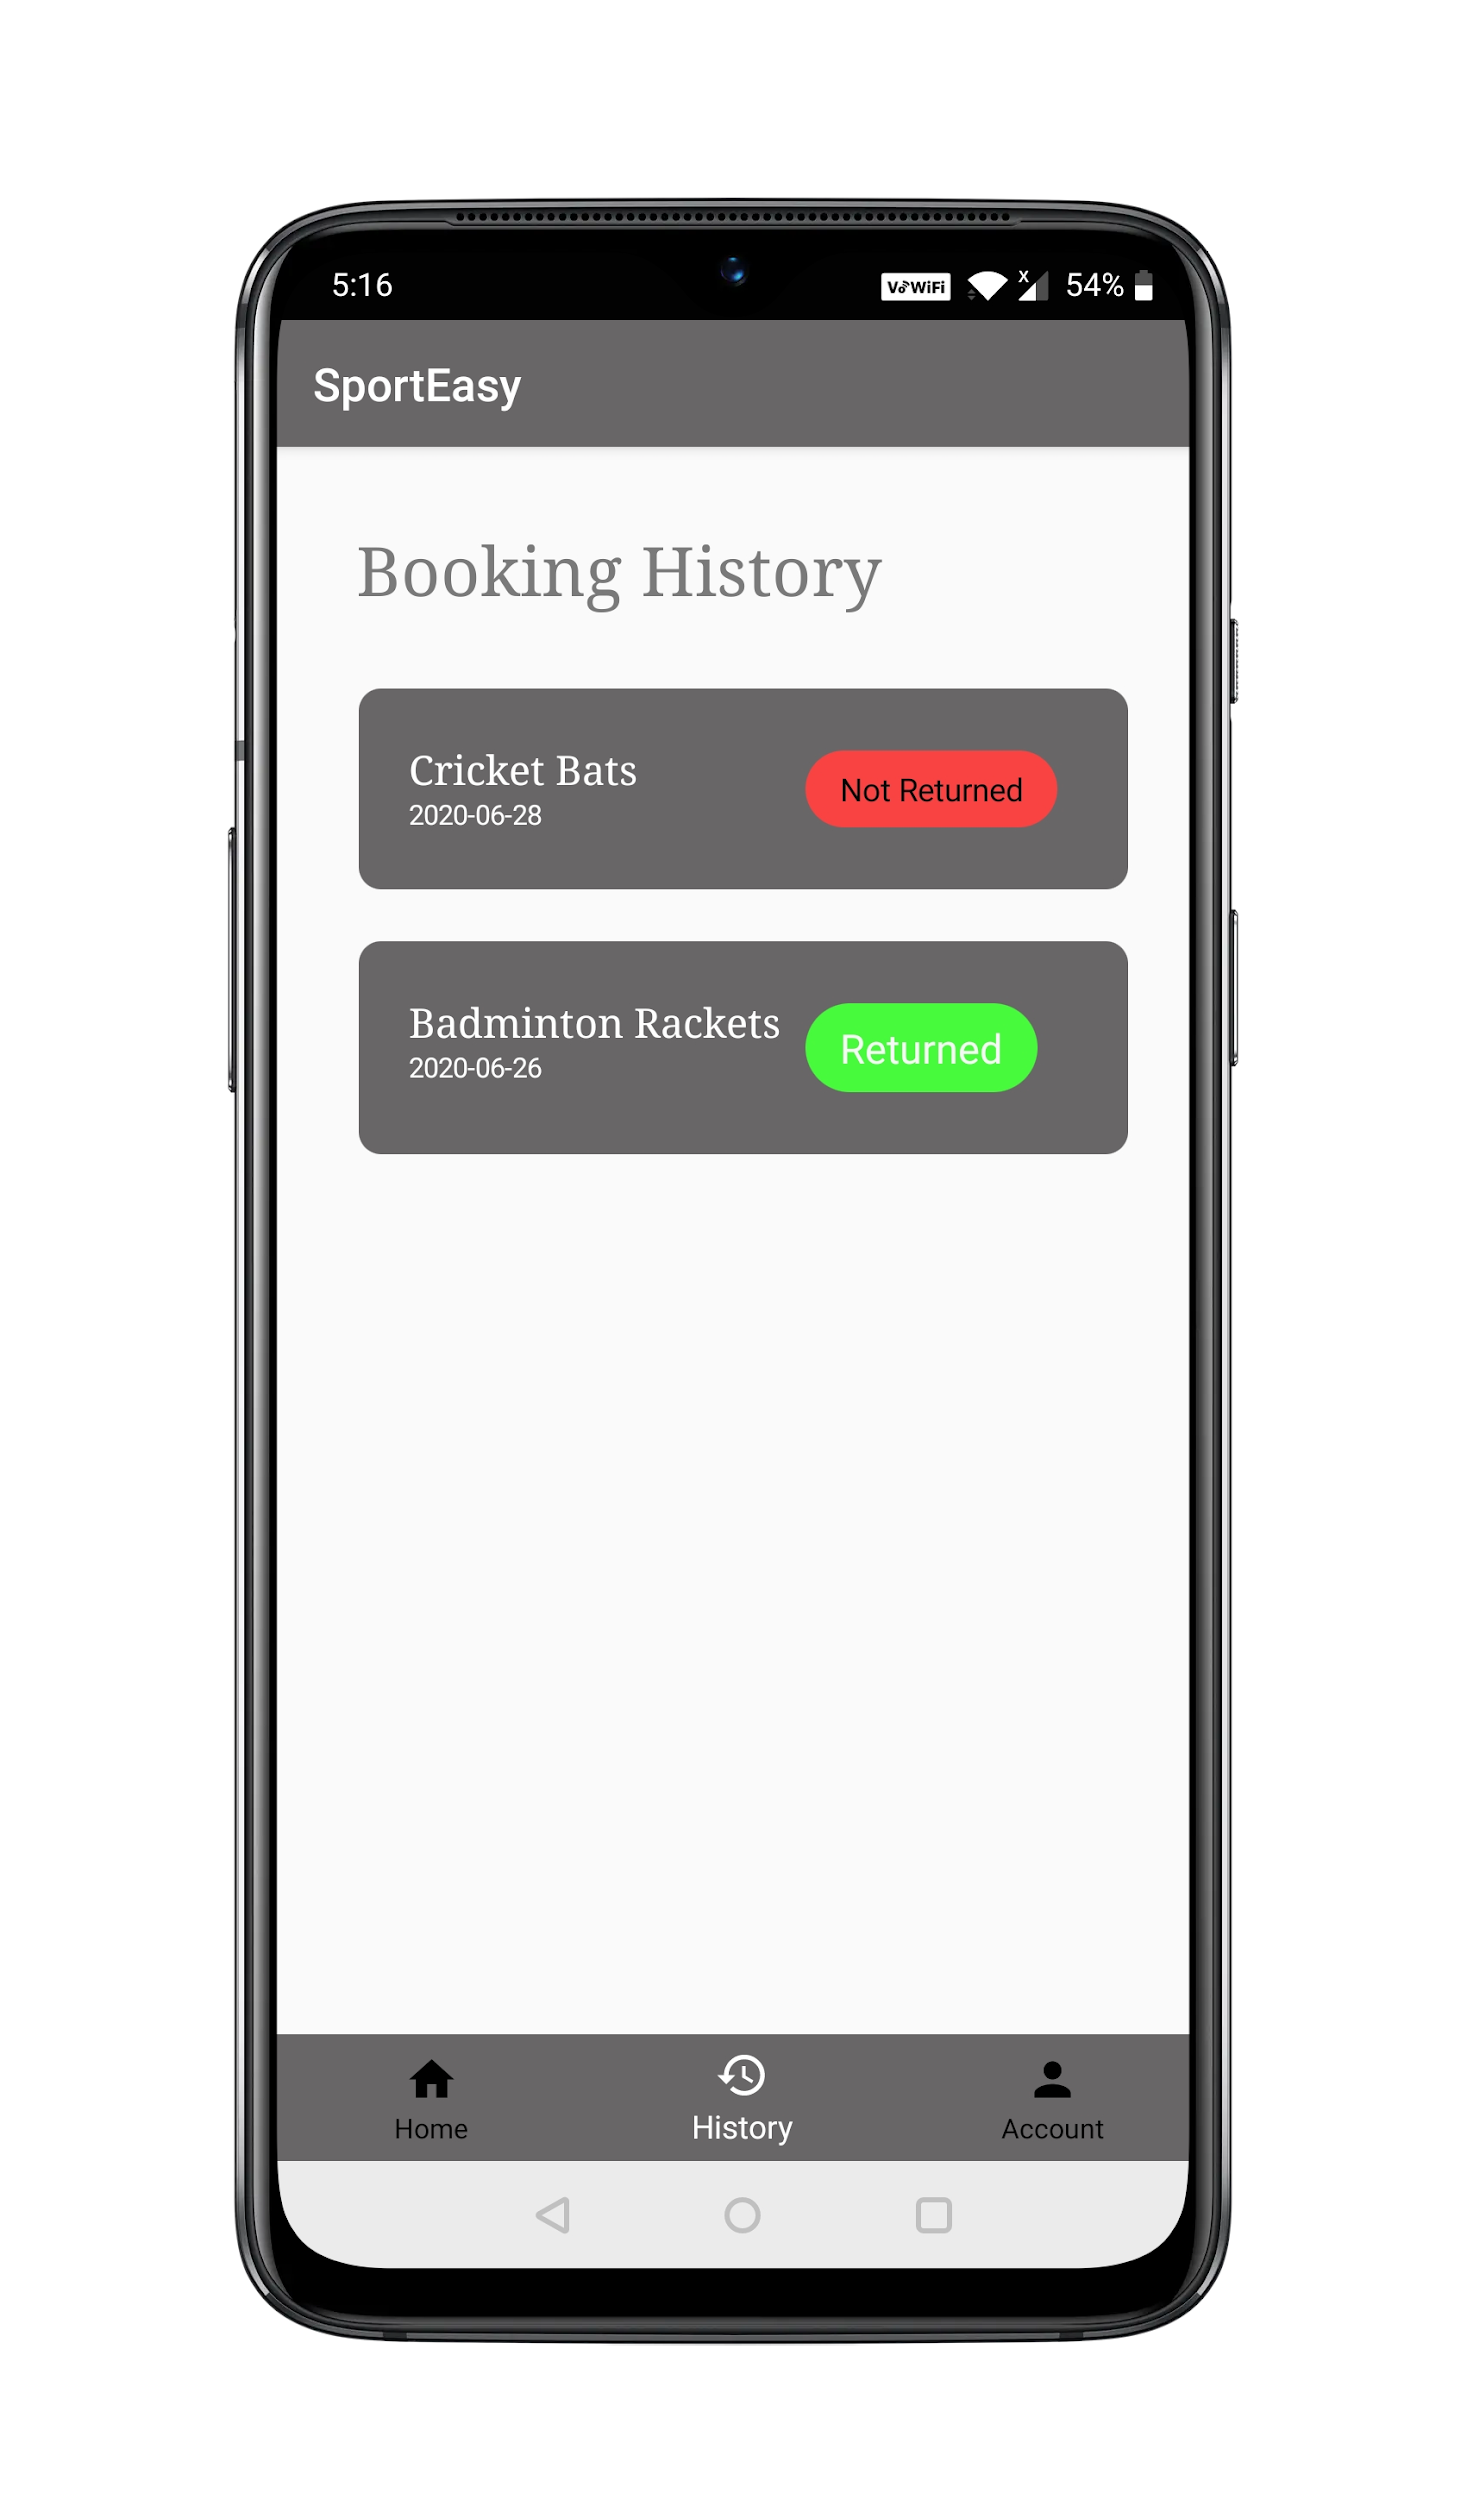 5:16 VoWiFi x 54%
SportEasy
Booking History
Cricket Bats
2020-06-28
Not Returned
Badminton Rackets
2020-06-26
Returned
Home History Account